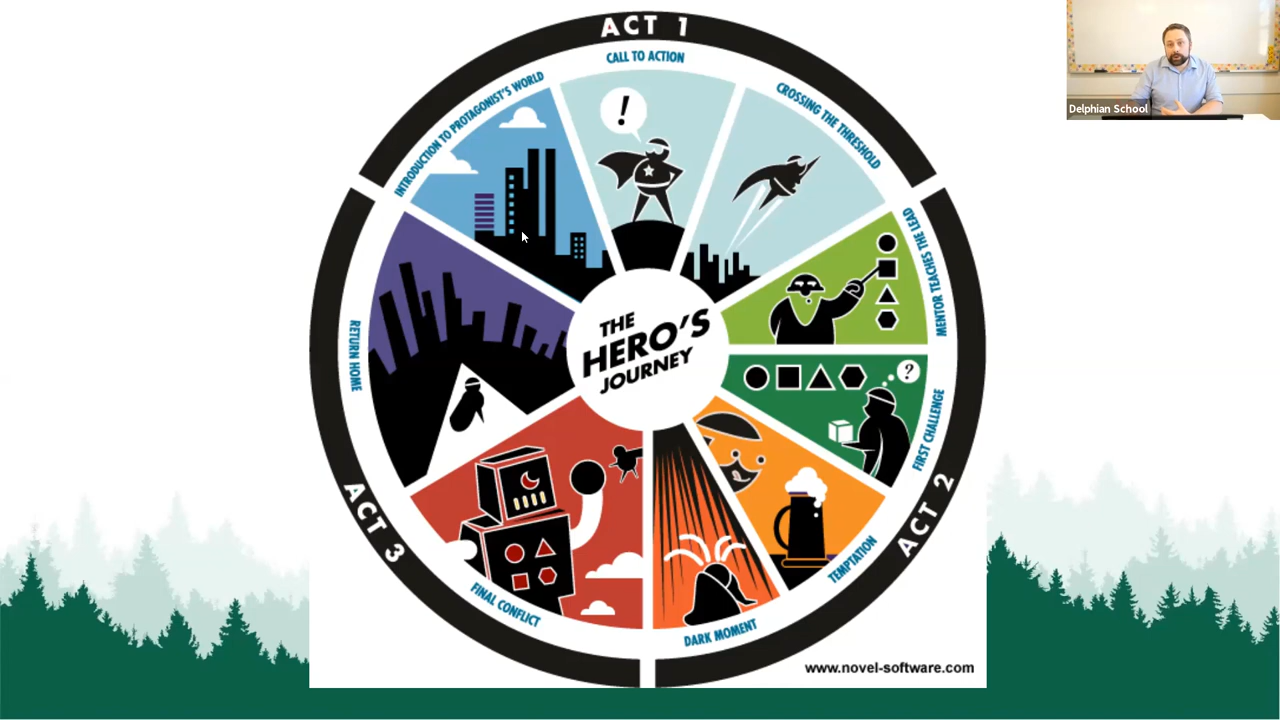 ACT 1
CALL TO ACTION
INTRODUCTION TO PROTAGONIST'S WORLD
CROSSING THE THRESHOLD
!
MENTOR TEACHES THE LEAD
THE
HERO'S
JOURNEY
?
FIRST CHALLENGE
ACT 2
TEMPTATION
DARK MOMENT
FINAL CONFLICT
ACT 3
RETURN HOME
www.novel-software.com
Delphian School